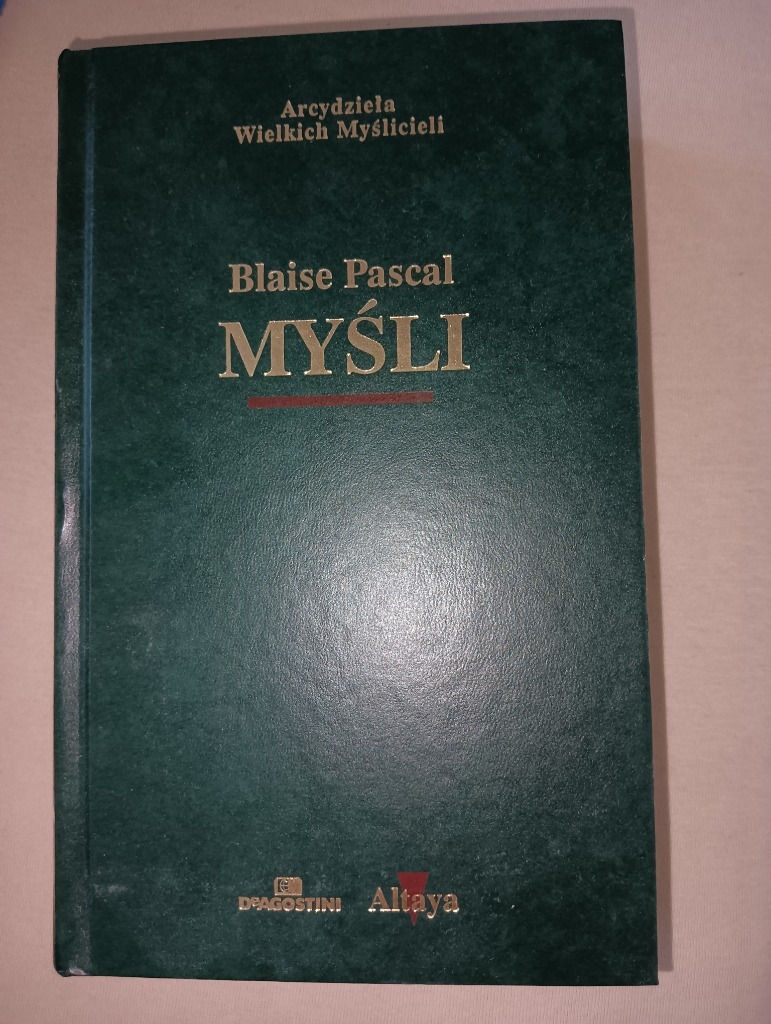 Arcydzieła
Wielkich Myślicieli
Blaise Pascal
MYŚLI
DeAGOSTINI
Altaya